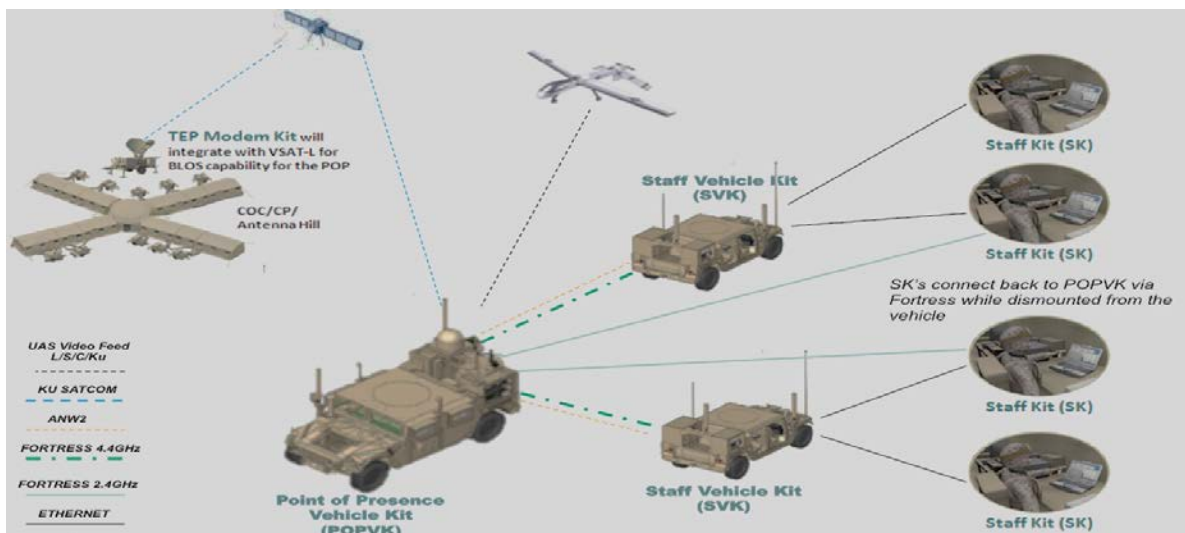 TEP Modem Kit will
integrate with VSAT-L for
BLOS capability for the POP
COC/CP/
Antenna Hill
Staff Vehicle Kit
(SVK)
Staff Kit (SK)
Staff Kit (SK)
SK's connect back to POPVK via
Fortress while dismounted from the
vehicle
Staff Kit (SK)
Staff Kit (SK)
Staff Vehicle Kit
(SVK)
Point of Presence
Vehicle Kit
(POPVK)
UAS Video Feed
L/S/C/Ku
KU SATCOM
ANW2
FORTRESS 4.4GHz
FORTRESS 2.4GHz
ETHERNET